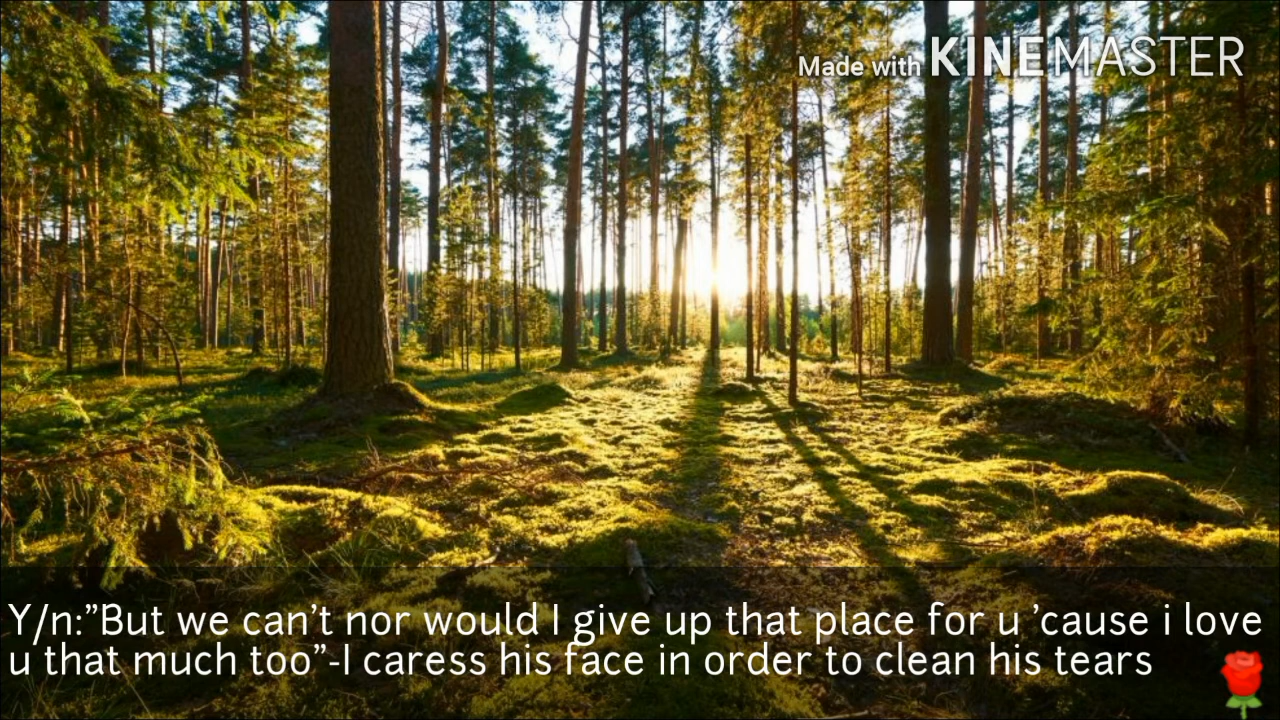 Made with KINEMASTER
Y/n:"But we can't nor would I give up that place for u 'cause i love
u that much too"-I caress his face in order to clean his tears